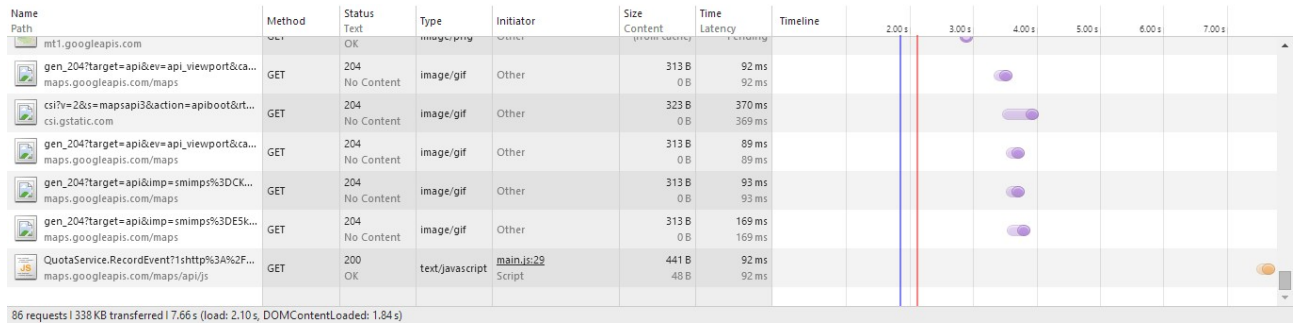 Name Method Status Type Initiator Size Time Timeline
Path Text Content Latency 2.00 s 3.00 s 4.00 s 5.00 s 6.00 s 7.00 s
mt1.googleapis.com OK
gen_204?target=api&ev=api_viewport&ca... GET 204 image/gif Other 313 B 92 ms
maps.googleapis.com/maps No Content 0 B 92 ms
csi?v=2&s=mapsapi3&action=apiboot&rt... GET 204 image/gif Other 323 B 370 ms
csi.gstatic.com No Content 0 B 369 ms
gen_204?target=api&ev=api_viewport&ca... GET 204 image/gif Other 313 B 89 ms
maps.googleapis.com/maps No Content 0 B 89 ms
gen_204?target=api&imp=smimps%3DCK... GET 204 image/gif Other 313 B 93 ms
maps.googleapis.com/maps No Content 0 B 93 ms
gen_204?target=api&imp=smimps%3DE5k... GET 204 image/gif Other 313 B 169 ms
maps.googleapis.com/maps No Content 0 B 169 ms
QuotaService.RecordEvent?1shttp%3A%2F... GET 200 text/javascript main.js:29 441 B 92 ms
JS maps.googleapis.com/maps/api/js OK Script 48 B 92 ms
86 requests | 338 KB transferred | 7.66 s (load: 2.10 s, DOMContentLoaded: 1.84 s)